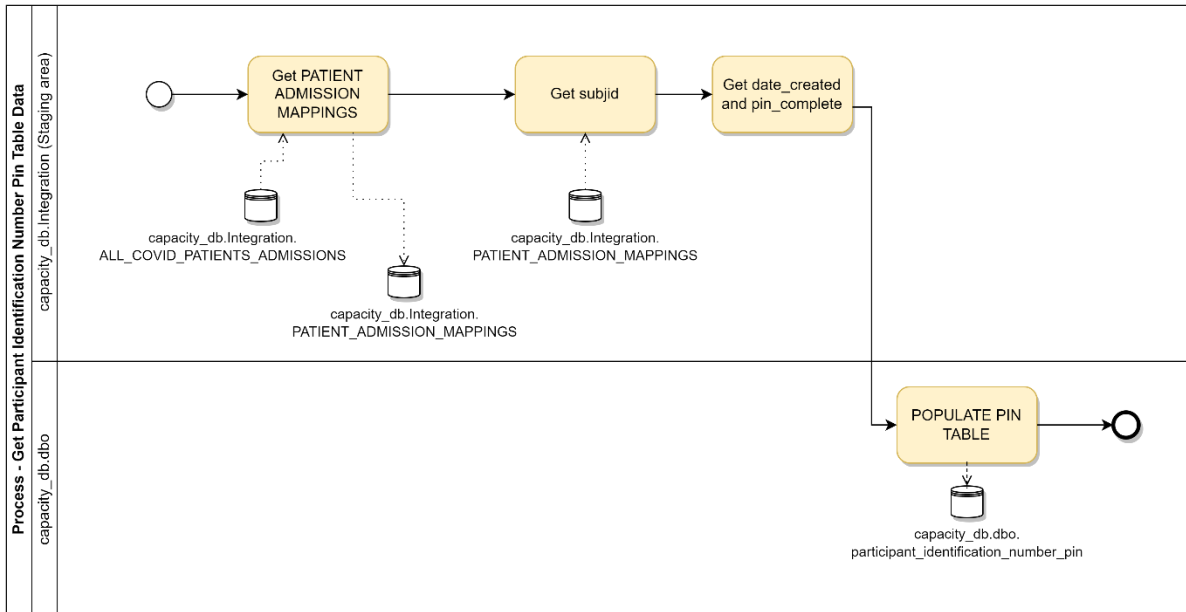 Process - Get Participant Identification Number Pin Table Data
capacity_db.Integration (Staging area)
Get PATIENT
ADMISSION
MAPPINGS
Get subjid
Get date_created
and pin_complete
capacity_db.Integration.
ALL_COVID_PATIENTS_ADMISSIONS
capacity_db.Integration.
PATIENT_ADMISSION_MAPPINGS
capacity_db.Integration.
PATIENT_ADMISSION_MAPPINGS
capacity_db.dbo
POPULATE PIN
TABLE
capacity_db.dbo.
participant_identification_number_pin